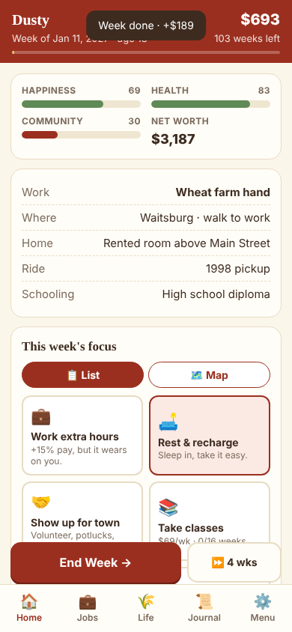 Dusty
Week done · +$189
$693
Week of Jan 11, 202
103 weeks left
HAPPINESS 69
HEALTH 83
COMMUNITY 30
NET WORTH
$3,187
Work Wheat farm hand
Where Waitsburg · walk to work
Home Rented room above Main Street
Ride 1998 pickup
Schooling High school diploma
This week's focus
📋 List
🗺️ Map
Work extra hours
+15% pay, but it wears
on you.
Rest & recharge
Sleep in, take it easy.
Show up for town
Volunteer, potlucks,
Take classes
$69/wk · 0/16 weeks
End Week →
⏩ 4 wks
Home
Jobs
Life
Journal
Menu